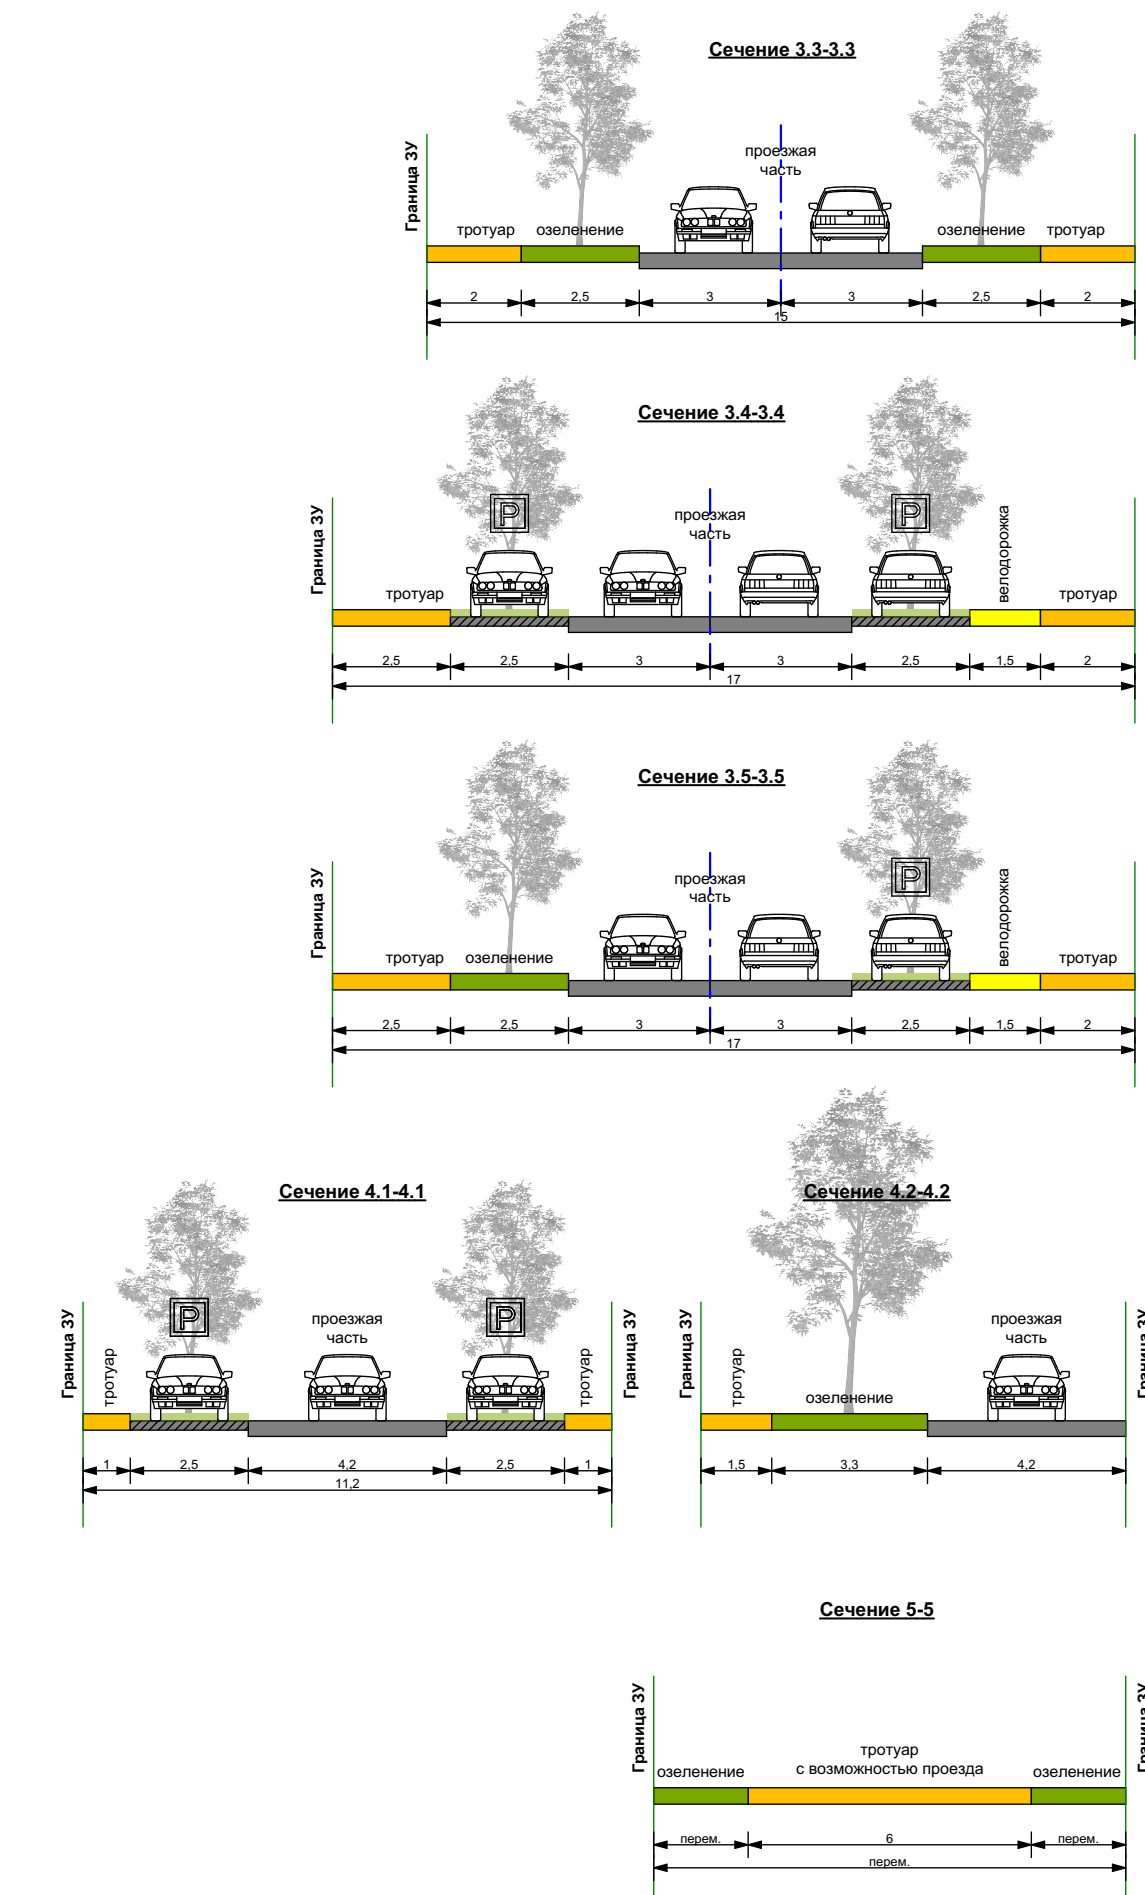 Сечение 3.3-3.3
Граница ЗУ
проезжая
часть
тротуар
озеленение
озеленение
тротуар
2
2,5
3
3
2,5
2
15
Сечение 3.4-3.4
Граница ЗУ
P
P
проезжая
часть
велодорожка
тротуар
тротуар
2,5
2,5
3
3
2,5
1,5
2
17
Сечение 3.5-3.5
Граница ЗУ
P
проезжая
часть
велодорожка
тротуар
озеленение
тротуар
2,5
2,5
3
3
2,5
1,5
2
17
Сечение 4.1-4.1
Граница ЗУ
тротуар
P
проезжая
часть
P
тротуар
Граница ЗУ
1
2,5
4,2
2,5
1
11,2
Сечение 4.2-4.2
Граница ЗУ
тротуар
озеленение
проезжая
часть
Граница ЗУ
1,5
3,3
4,2
Сечение 5-5
Граница ЗУ
озеленение
тротуар
с возможностью проезда
озеленение
Граница ЗУ
перем.
6
перем.
перем.